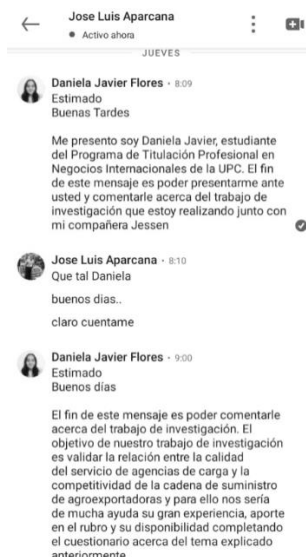 Jose Luis Aparcana
Activo ahora
JUEVES
Daniela Javier Flores • 8:09
Estimado
Buenas Tardes
Me presento soy Daniela Javier, estudiante
del Programa de Titulación Profesional en
Negocios Internacionales de la UPC. El fin
de este mensaje es poder presentarme ante
usted y comentarle acerca del trabajo de
investigación que estoy realizando junto con
mi compañera Jessen
Jose Luis Aparcana • 8:10
Que tal Daniela
buenos dias..
claro cuentame
Daniela Javier Flores • 9:00
Estimado
Buenos días
El fin de este mensaje es poder comentarle
acerca del trabajo de investigación. El
objetivo de nuestro trabajo de investigación
es validar la relación entre la calidad
del servicio de agencias de carga y la
competitividad de la cadena de suministro
de agroexportadoras y para ello nos sería
de mucha ayuda su gran experiencia, aporte
en el rubro y su disponibilidad completando
el cuestionario acerca del tema explicado
anteriormente